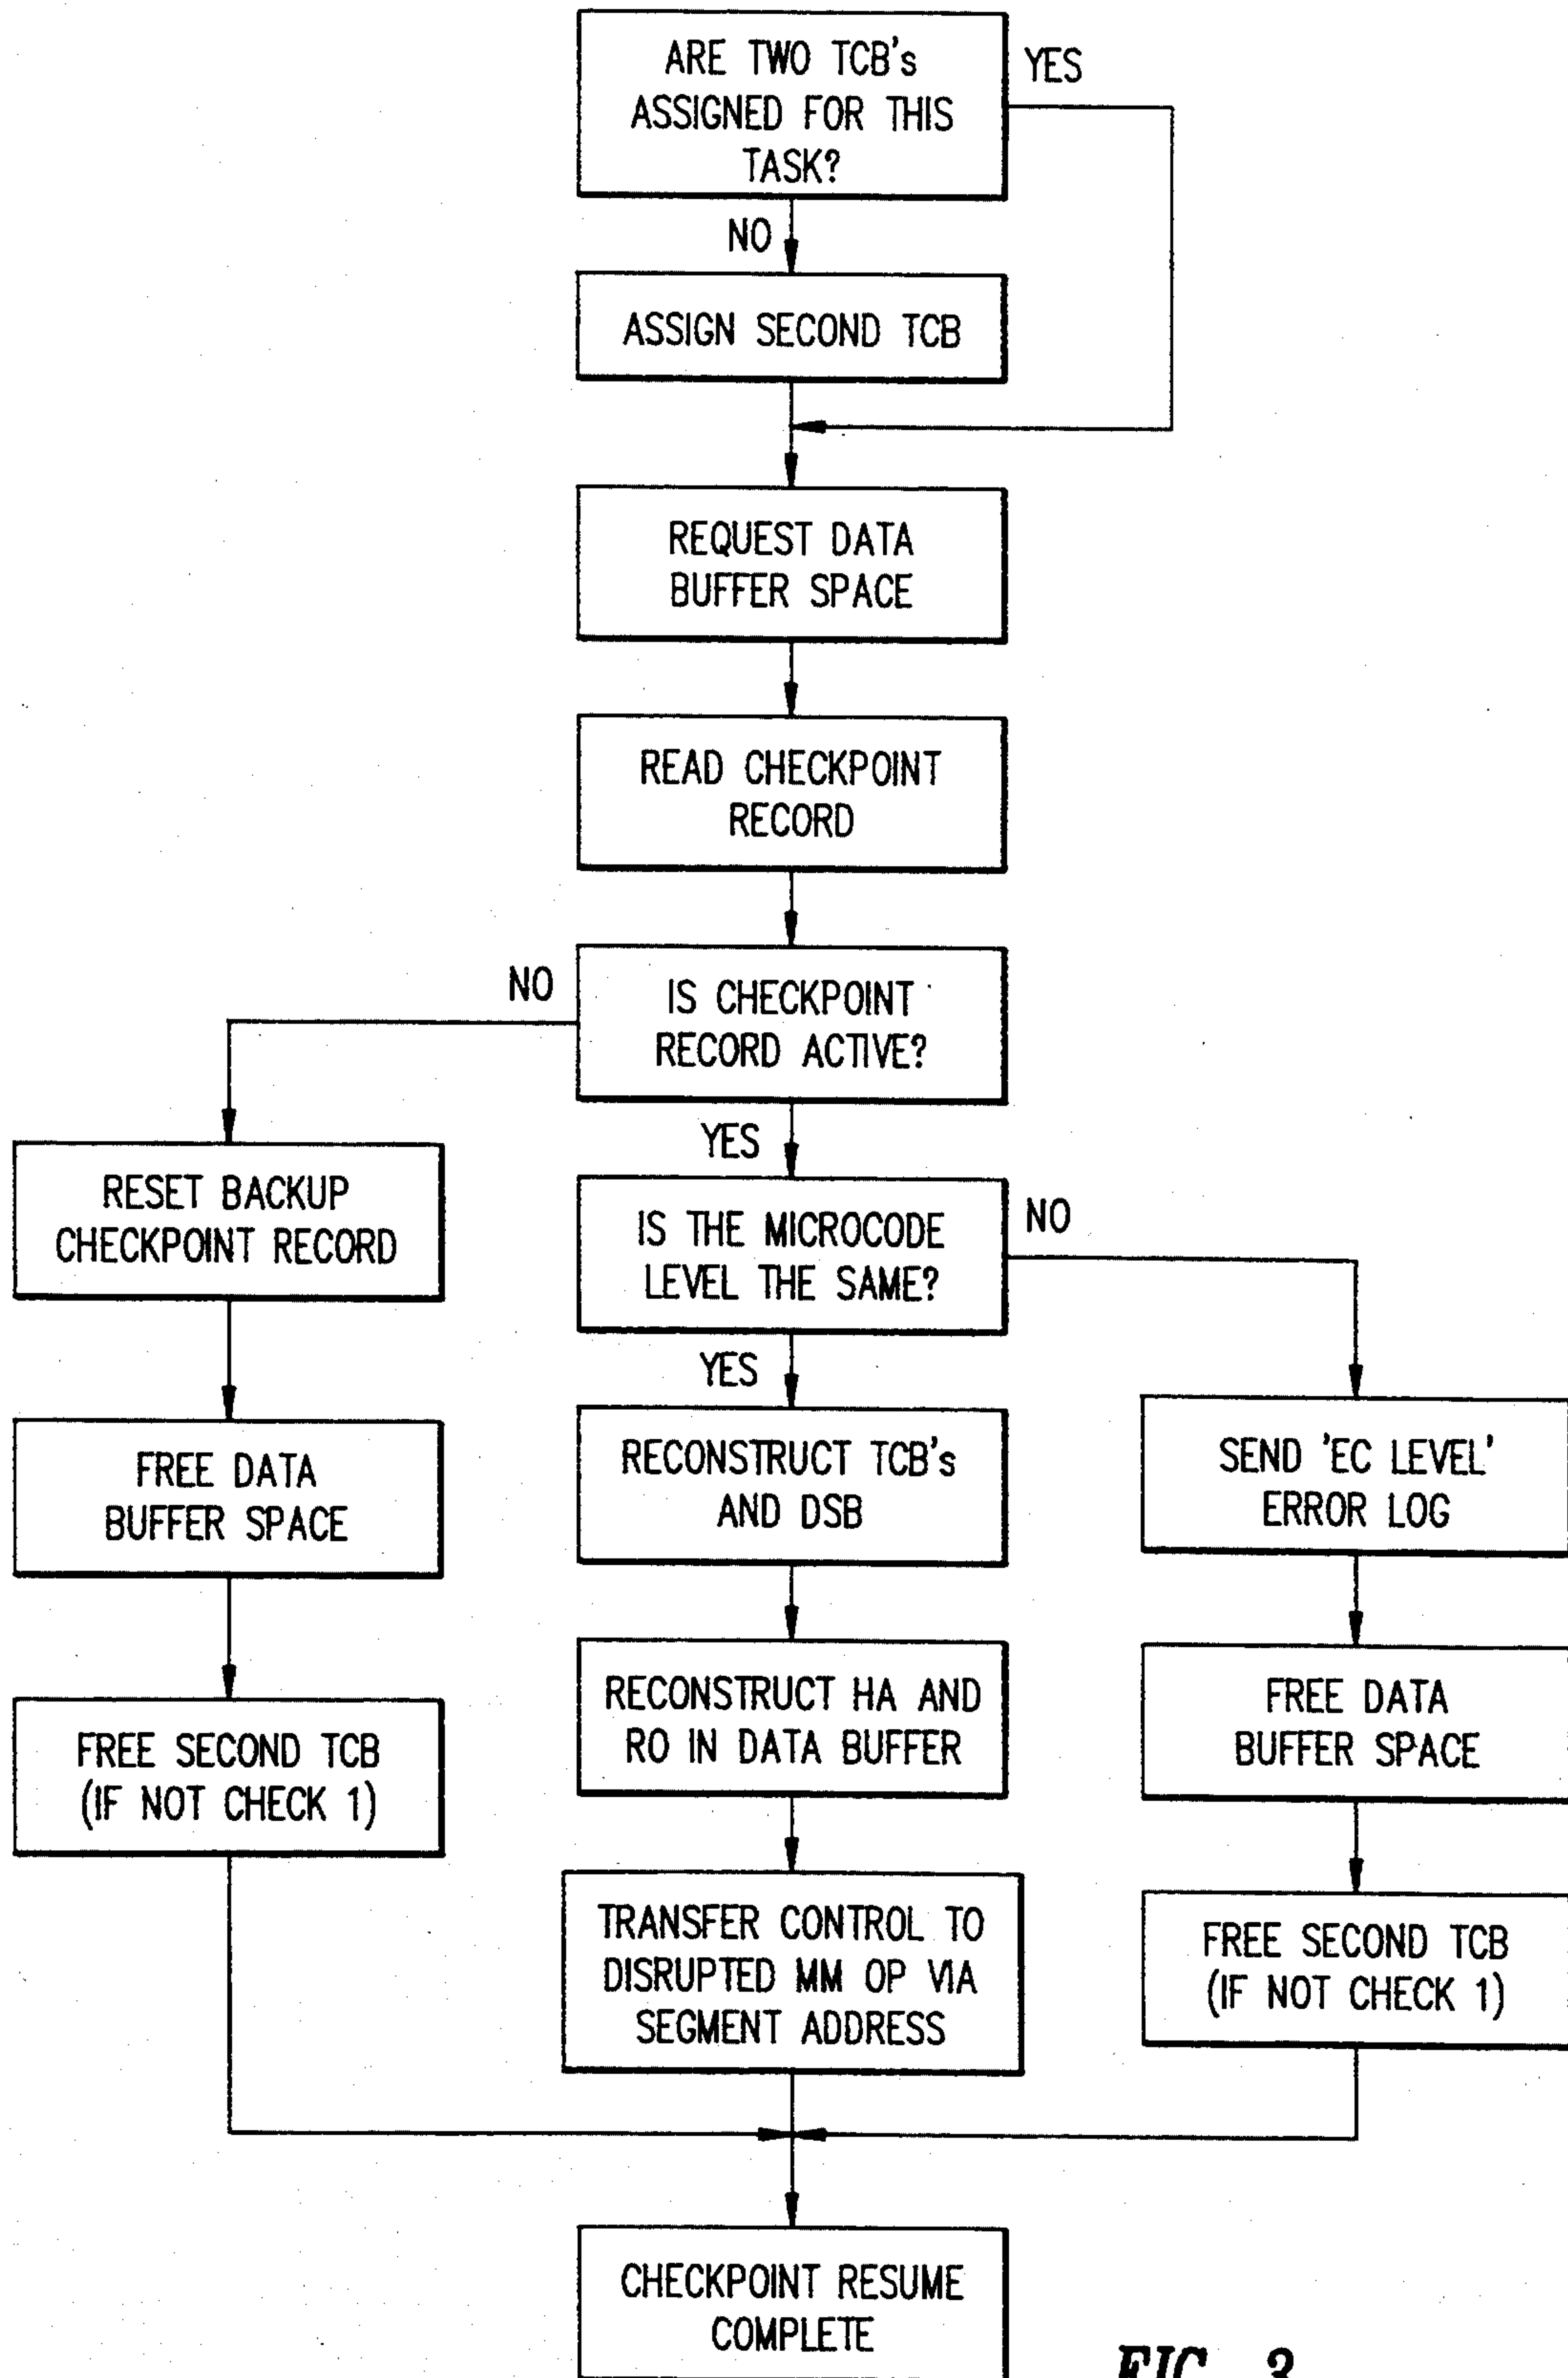 ARE TWO TCB's
ASSIGNED FOR THIS
TASK?
YES
NO
ASSIGN SECOND TCB
REQUEST DATA
BUFFER SPACE
READ CHECKPOINT
RECORD
IS CHECKPOINT
RECORD ACTIVE?
NO
YES
RESET BACKUP
CHECKPOINT RECORD
IS THE MICROCODE
LEVEL THE SAME?
NO
YES
FREE DATA
BUFFER SPACE
RECONSTRUCT TCB's
AND DSB
SEND 'EC LEVEL'
ERROR LOG
FREE SECOND TCB
(IF NOT CHECK 1)
RECONSTRUCT HA AND
RO IN DATA BUFFER
FREE DATA
BUFFER SPACE
TRANSFER CONTROL TO
DISRUPTED MM OP VIA
SEGMENT ADDRESS
FREE SECOND TCB
(IF NOT CHECK 1)
CHECKPOINT RESUME
COMPLETE
FIG. 3